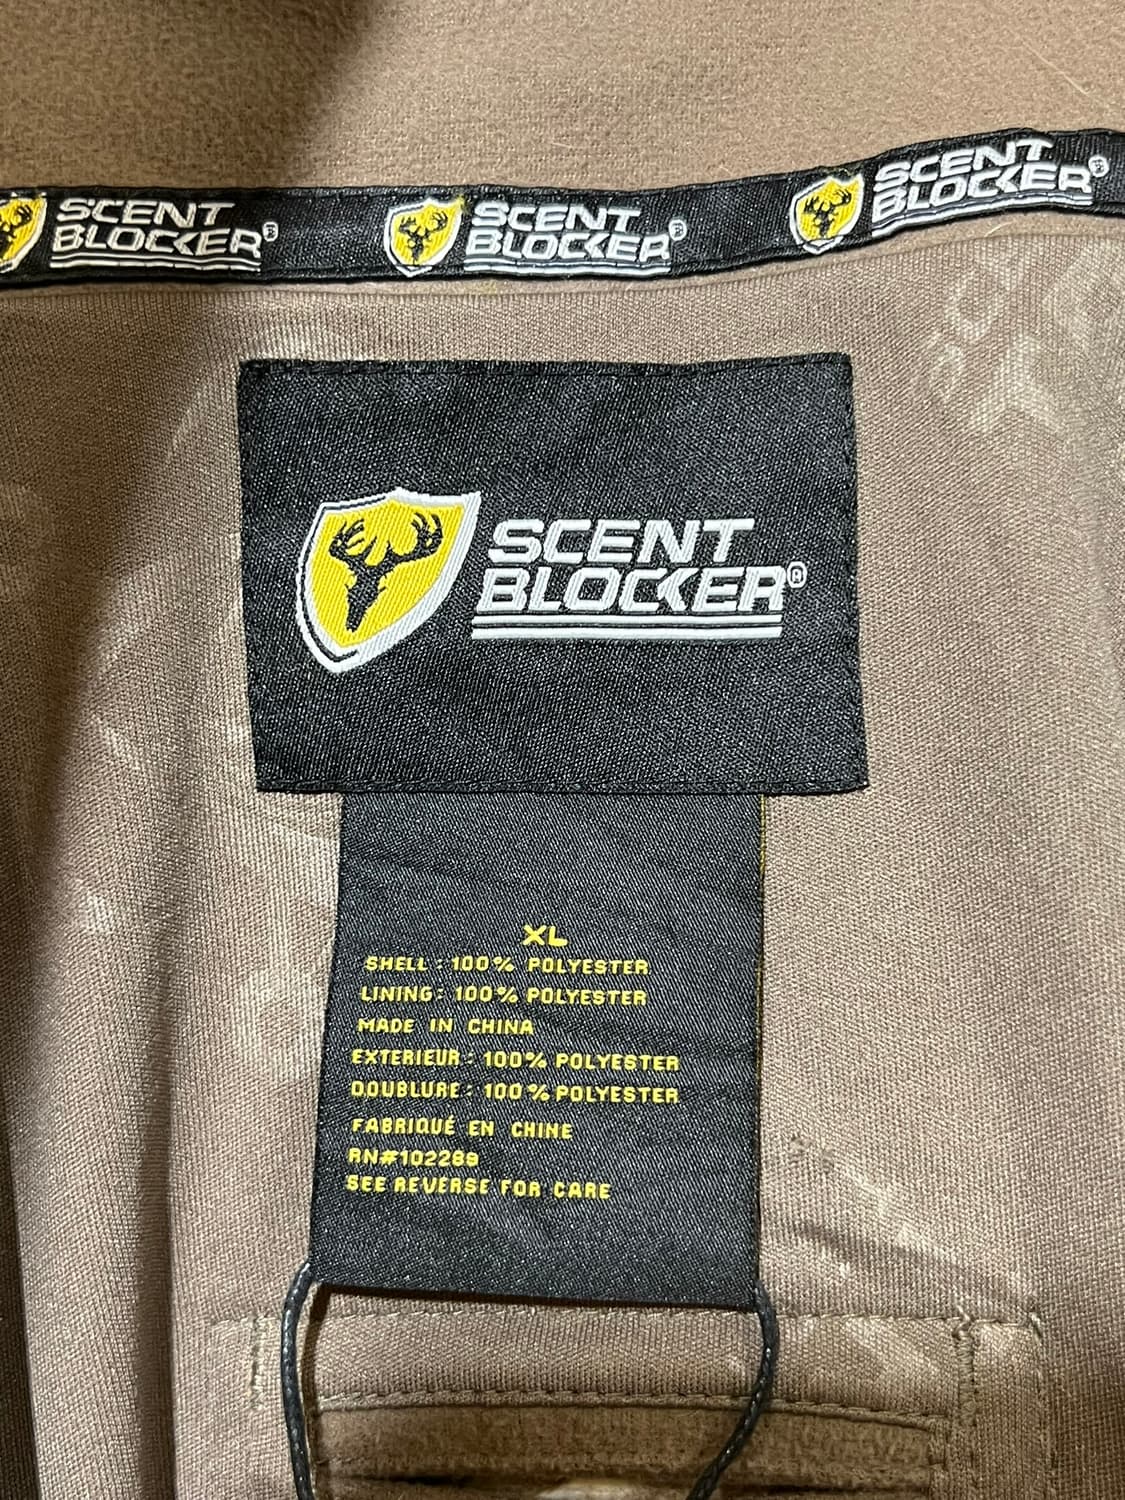 SCENT
BLOCKER®
SCENT
BLOCKER®
SCENT
BLOCKER®
SCENT
BLOCKER®
XL
SHELL : 100% POLYESTER
LINING: 100% POLYESTER
MADE IN CHINA
EXTERIEUR : 100% POLYESTER
DOUBLURE : 100% POLYESTER
FABRIQUÉ EN CHINE
RN#102289
SEE REVERSE FOR CARE